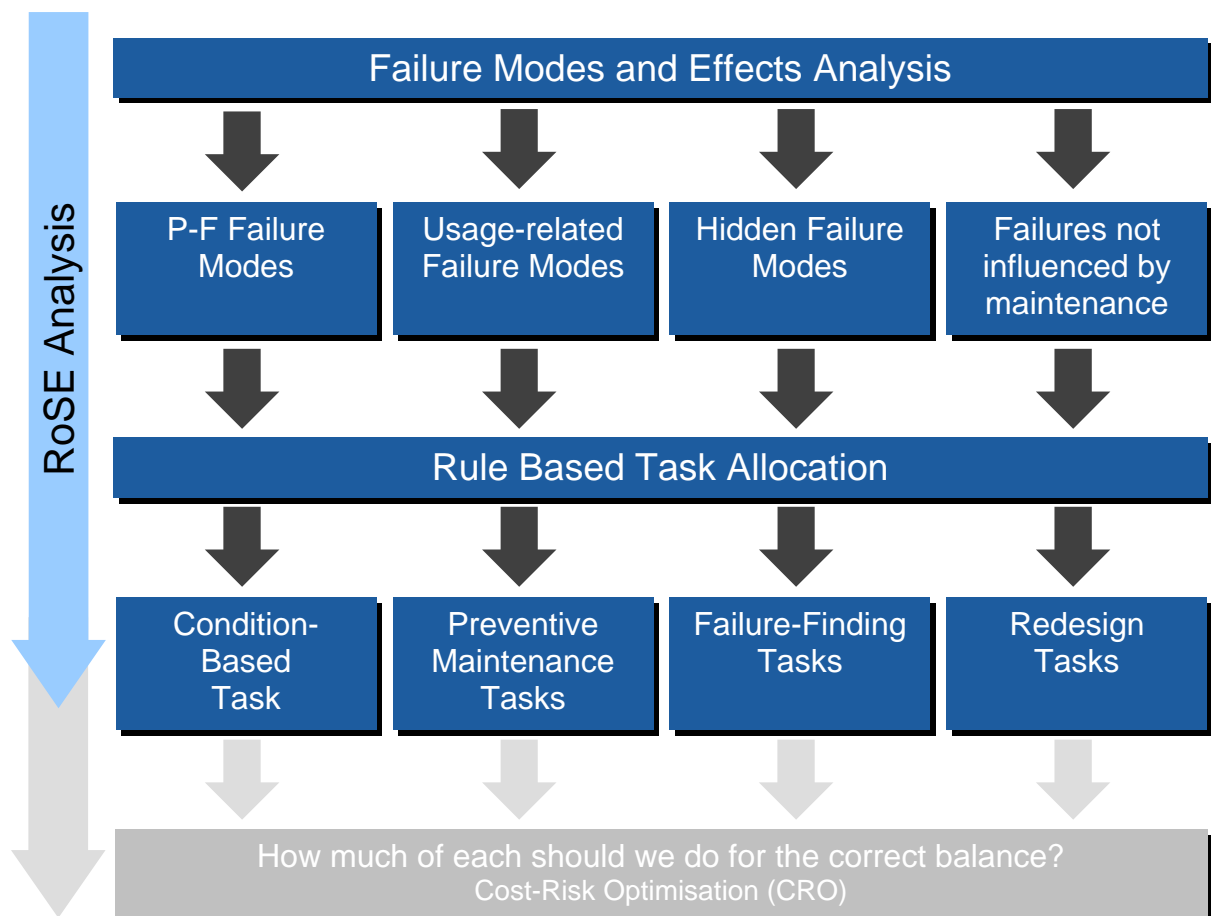 RoSE Analysis
Failure Modes and Effects Analysis
P-F Failure
Modes
Usage-related
Failure Modes
Hidden Failure
Modes
Failures not
influenced by
maintenance
Rule Based Task Allocation
Condition-
Based
Task
Preventive
Maintenance
Tasks
Failure-Finding
Tasks
Redesign
Tasks
How much of each should we do for the correct balance?
Cost-Risk Optimisation (CRO)